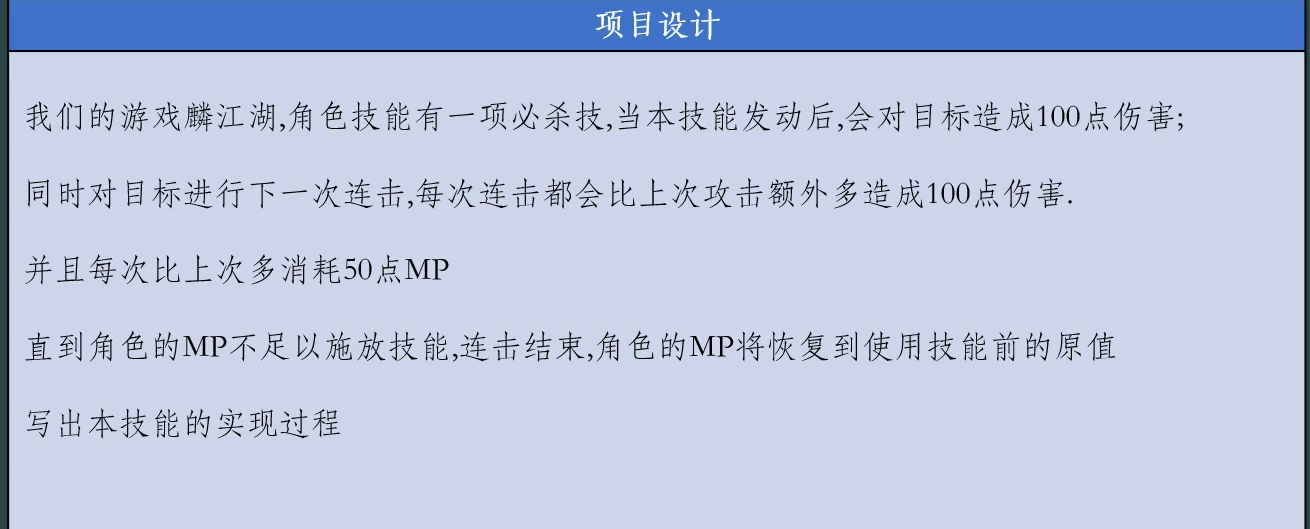 项目设计
我们的游戏麟江湖,角色技能有一项必杀技,当本技能发动后,会对目标造成100点伤害;
同时对目标进行下一次连击,每次连击都会比上次攻击额外多造成100点伤害.
并且每次比上次多消耗50点MP
直到角色的MP不足以施放技能,连击结束,角色的MP将恢复到使用技能前的原值
写出本技能的实现过程